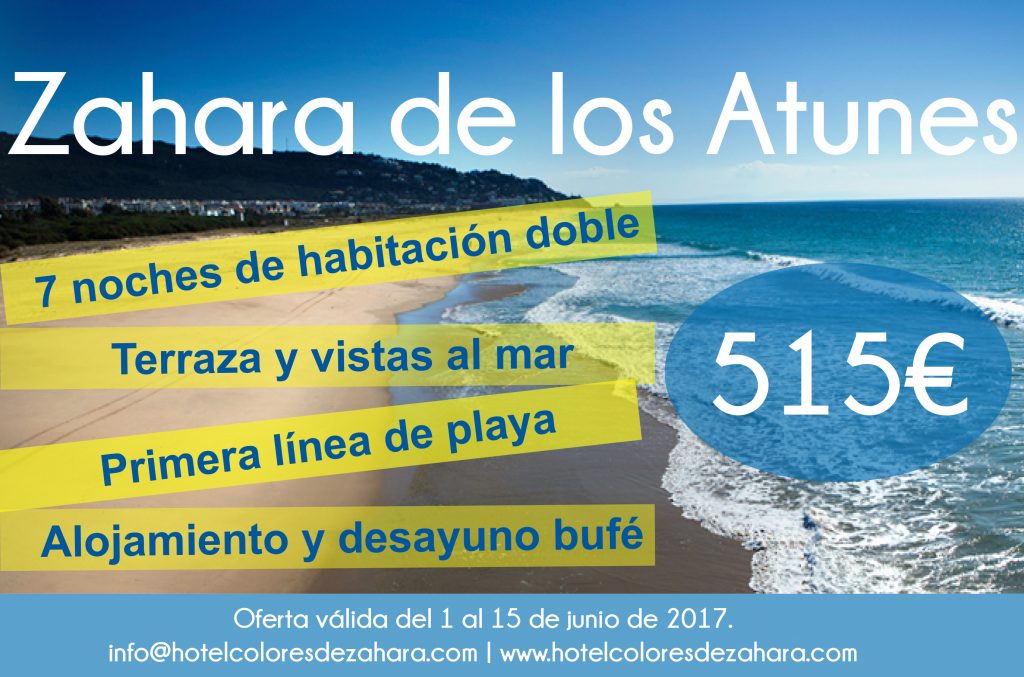 Zahara de los Atunes
7 noches de habitación doble
Terraza y vistas al mar
515€
Primera línea de playa
Alojamiento y desayuno bufé
Oferta válida del 1 al 15 de junio de 2017.
info@hotelcoloresdezahara.com | www.hotelcoloresdezahara.com